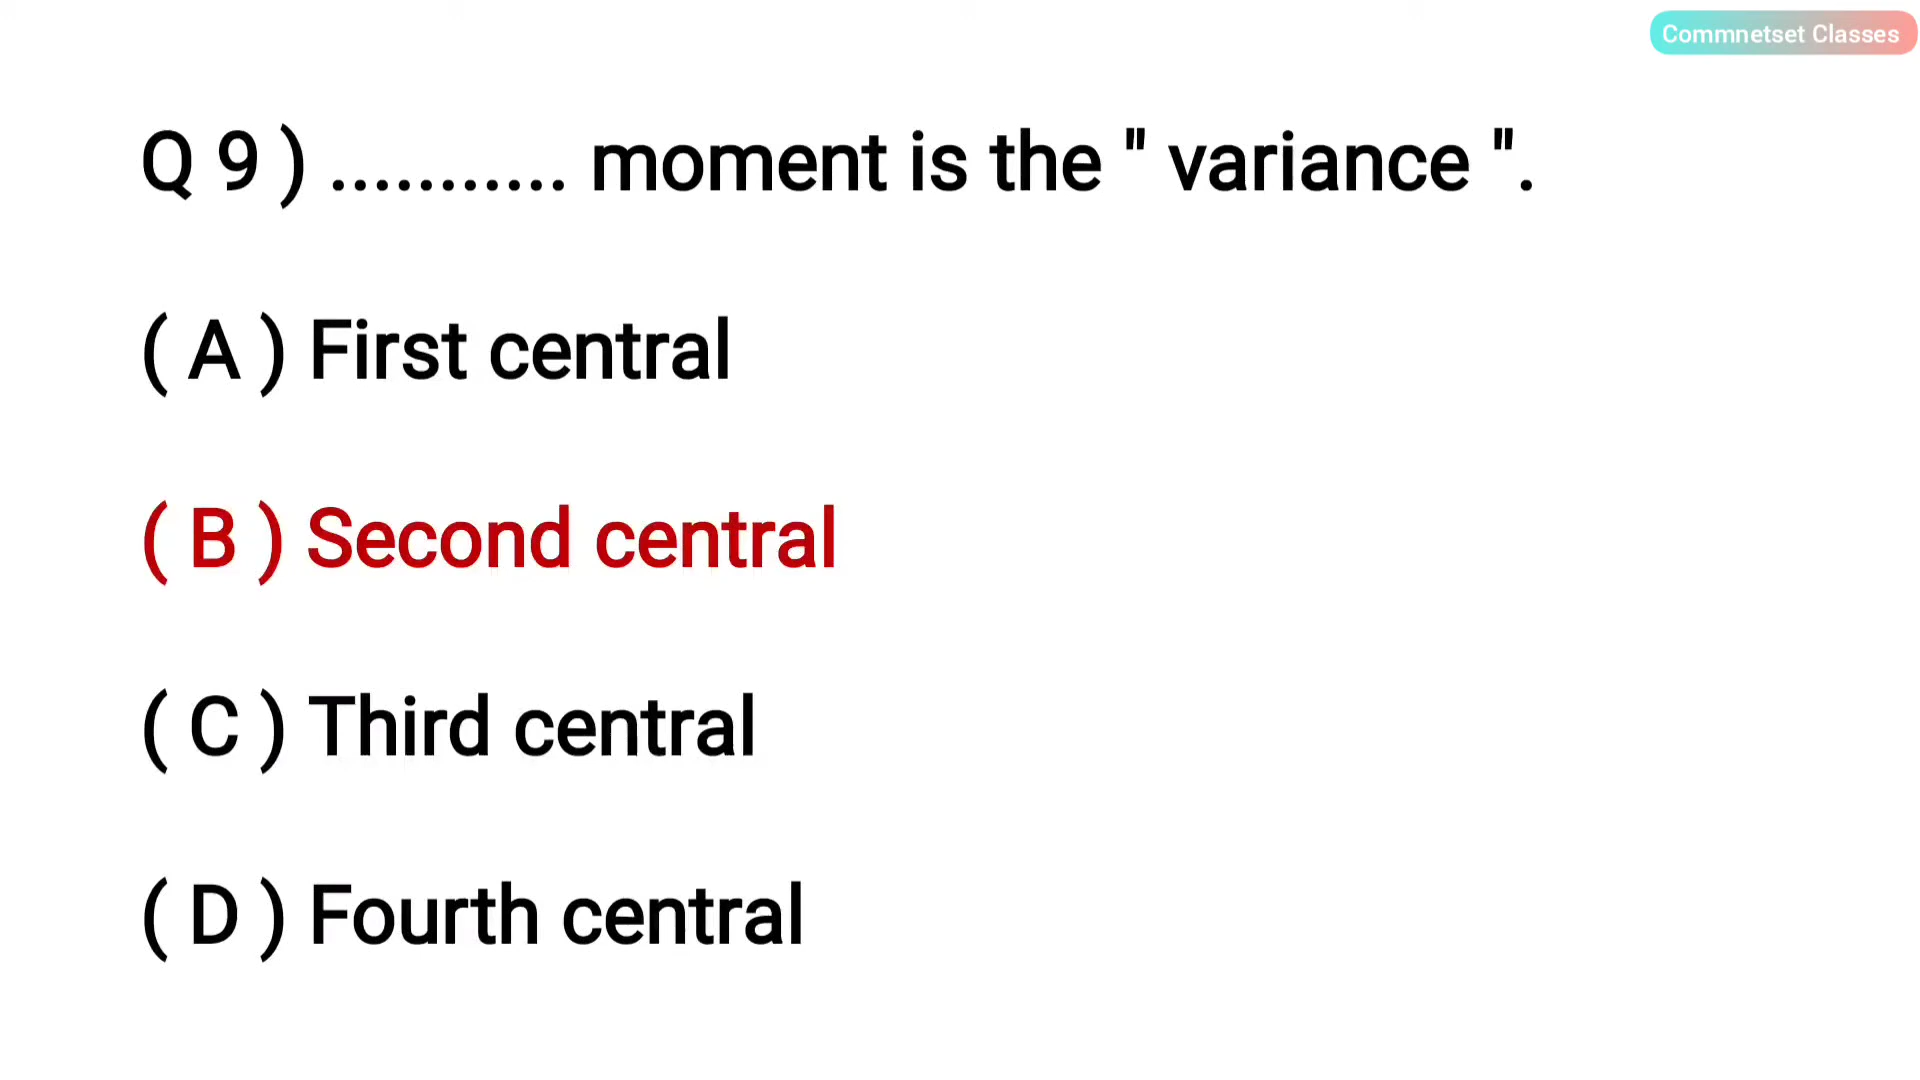 Commnetset Classes
Q 9 ) ........... moment is the " variance ".
( A ) First central
( B ) Second central
( C ) Third central
( D ) Fourth central